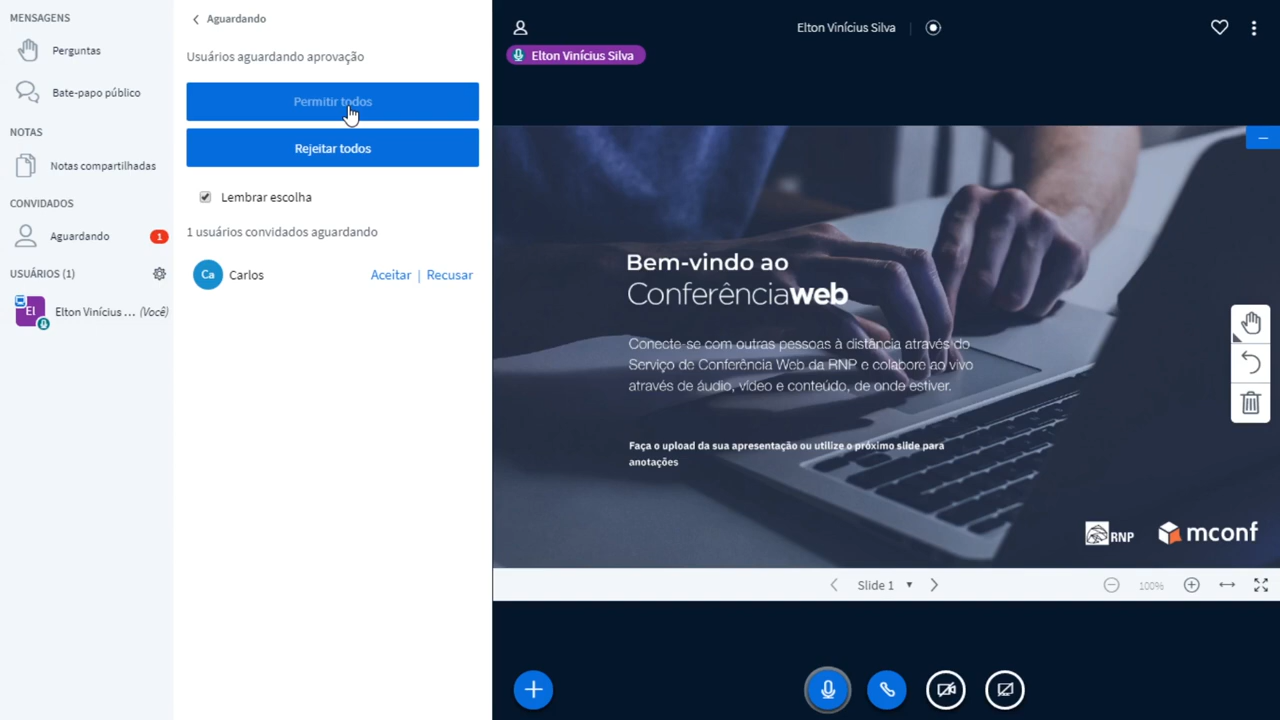 MENSAGENS
Perguntas
Bate-papo público
NOTAS
Notas compartilhadas
CONVIDADOS
Aguardando
1
USUÁRIOS (1)
EI
Elton Vinícius ... (Você)
Aguardando
Usuários aguardando aprovação
Permitir todos
Rejeitar todos
Lembrar escolha
1 usuários convidados aguardando
Ca
Carlos
Aceitar | Recusar
Elton Vinícius Silva
Elton Vinícius Silva
Bem-vindo ao
Conferênciaweb
Conecte-se com outras pessoas à distância através do
Serviço de Conferência Web da RNP e colabore ao vivo
através de áudio, vídeo e conteúdo, de onde estiver.
Faça o upload da sua apresentação ou utilize o próximo slide para
anotações
RNP
mconf
Slide 1
100%